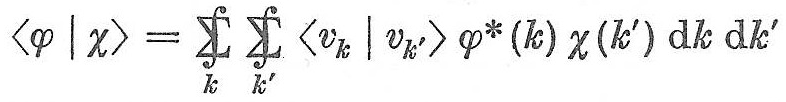 ⟨φ | χ⟩ = ⨋_k ⨋_{k′} ⟨v_k | v_{k′}⟩ φ*(k) χ(k′) dk dk′